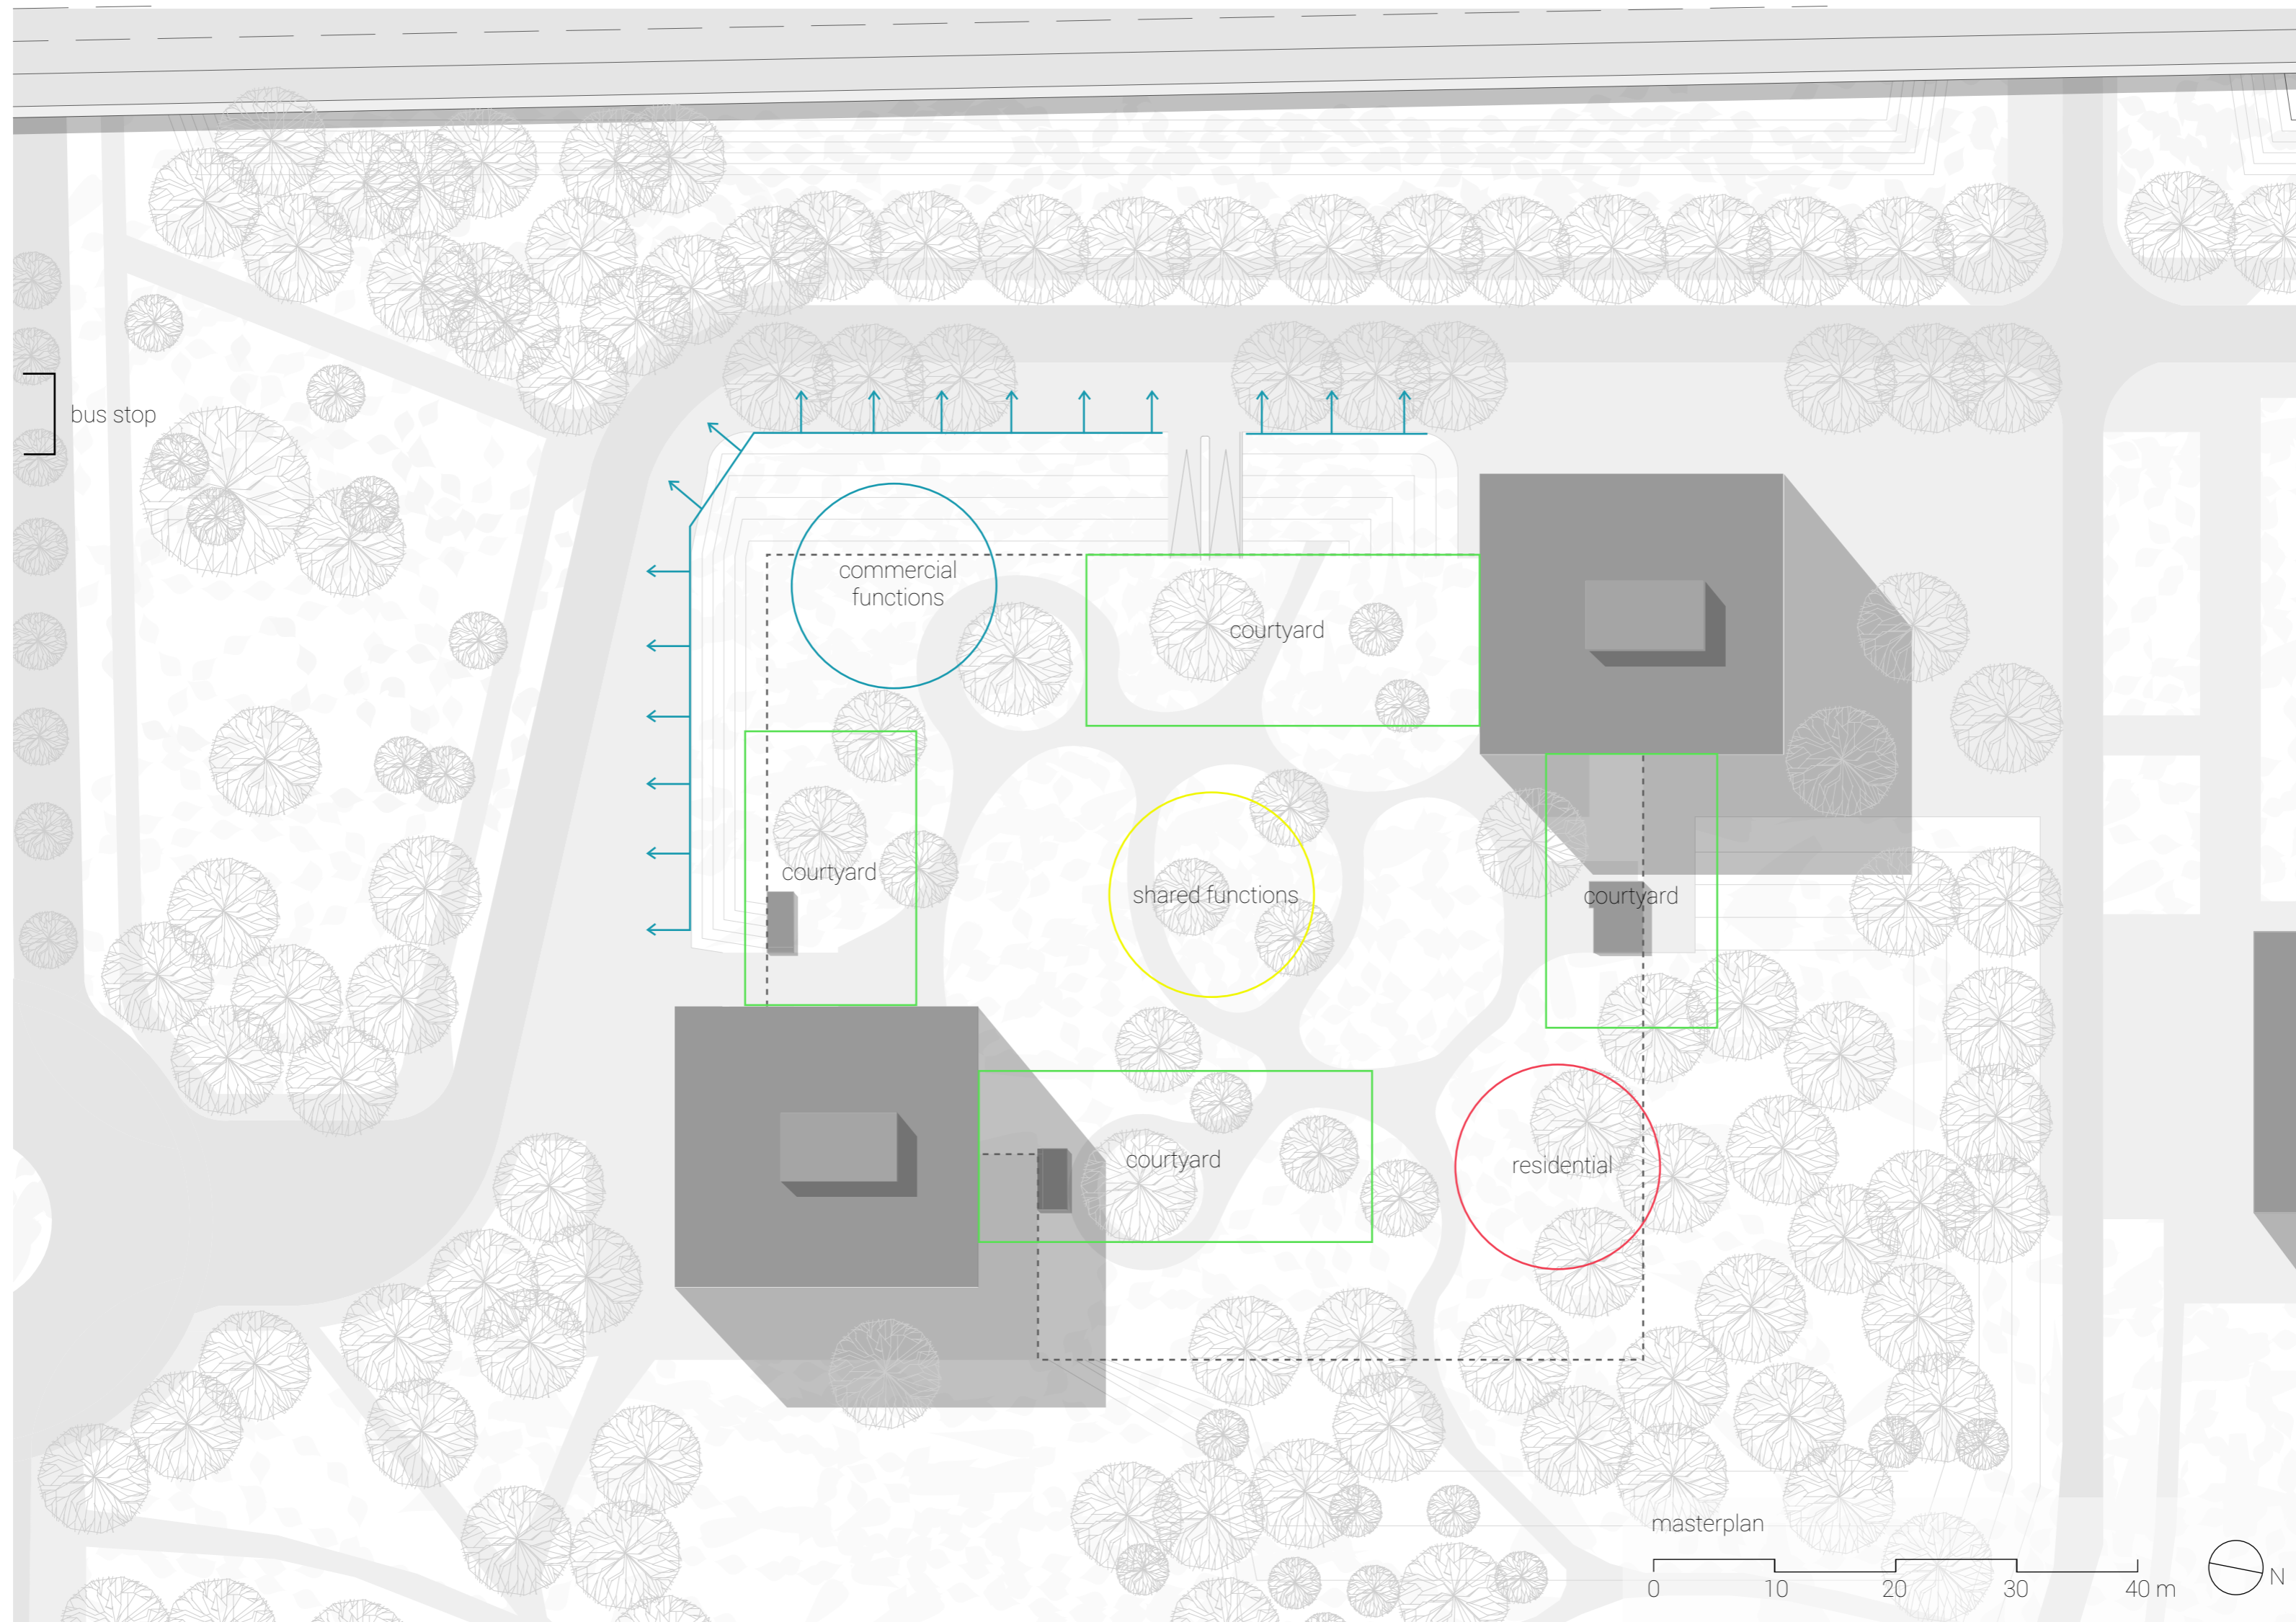 bus stop
commercial
functions
courtyard
courtyard
shared functions
courtyard
courtyard
residential
masterplan
0 10 20 30 40 m
N